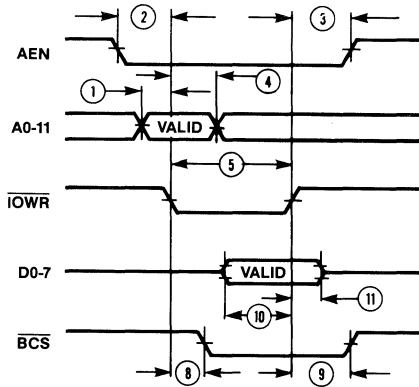 2 3
AEN
1 4
A0-11 VALID
5
IOWR
D0-7 VALID
10 11
BCS
8 9